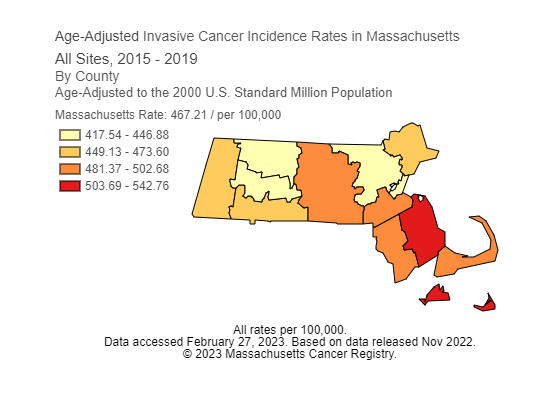 Age-Adjusted Invasive Cancer Incidence Rates in Massachusetts
All Sites, 2015 - 2019
By County
Age-Adjusted to the 2000 U.S. Standard Million Population
Massachusetts Rate: 467.21 / per 100,000
417.54 - 446.88
449.13 - 473.60
481.37 - 502.68
503.69 - 542.76
All rates per 100,000.
Data accessed February 27, 2023. Based on data released Nov 2022.
© 2023 Massachusetts Cancer Registry.